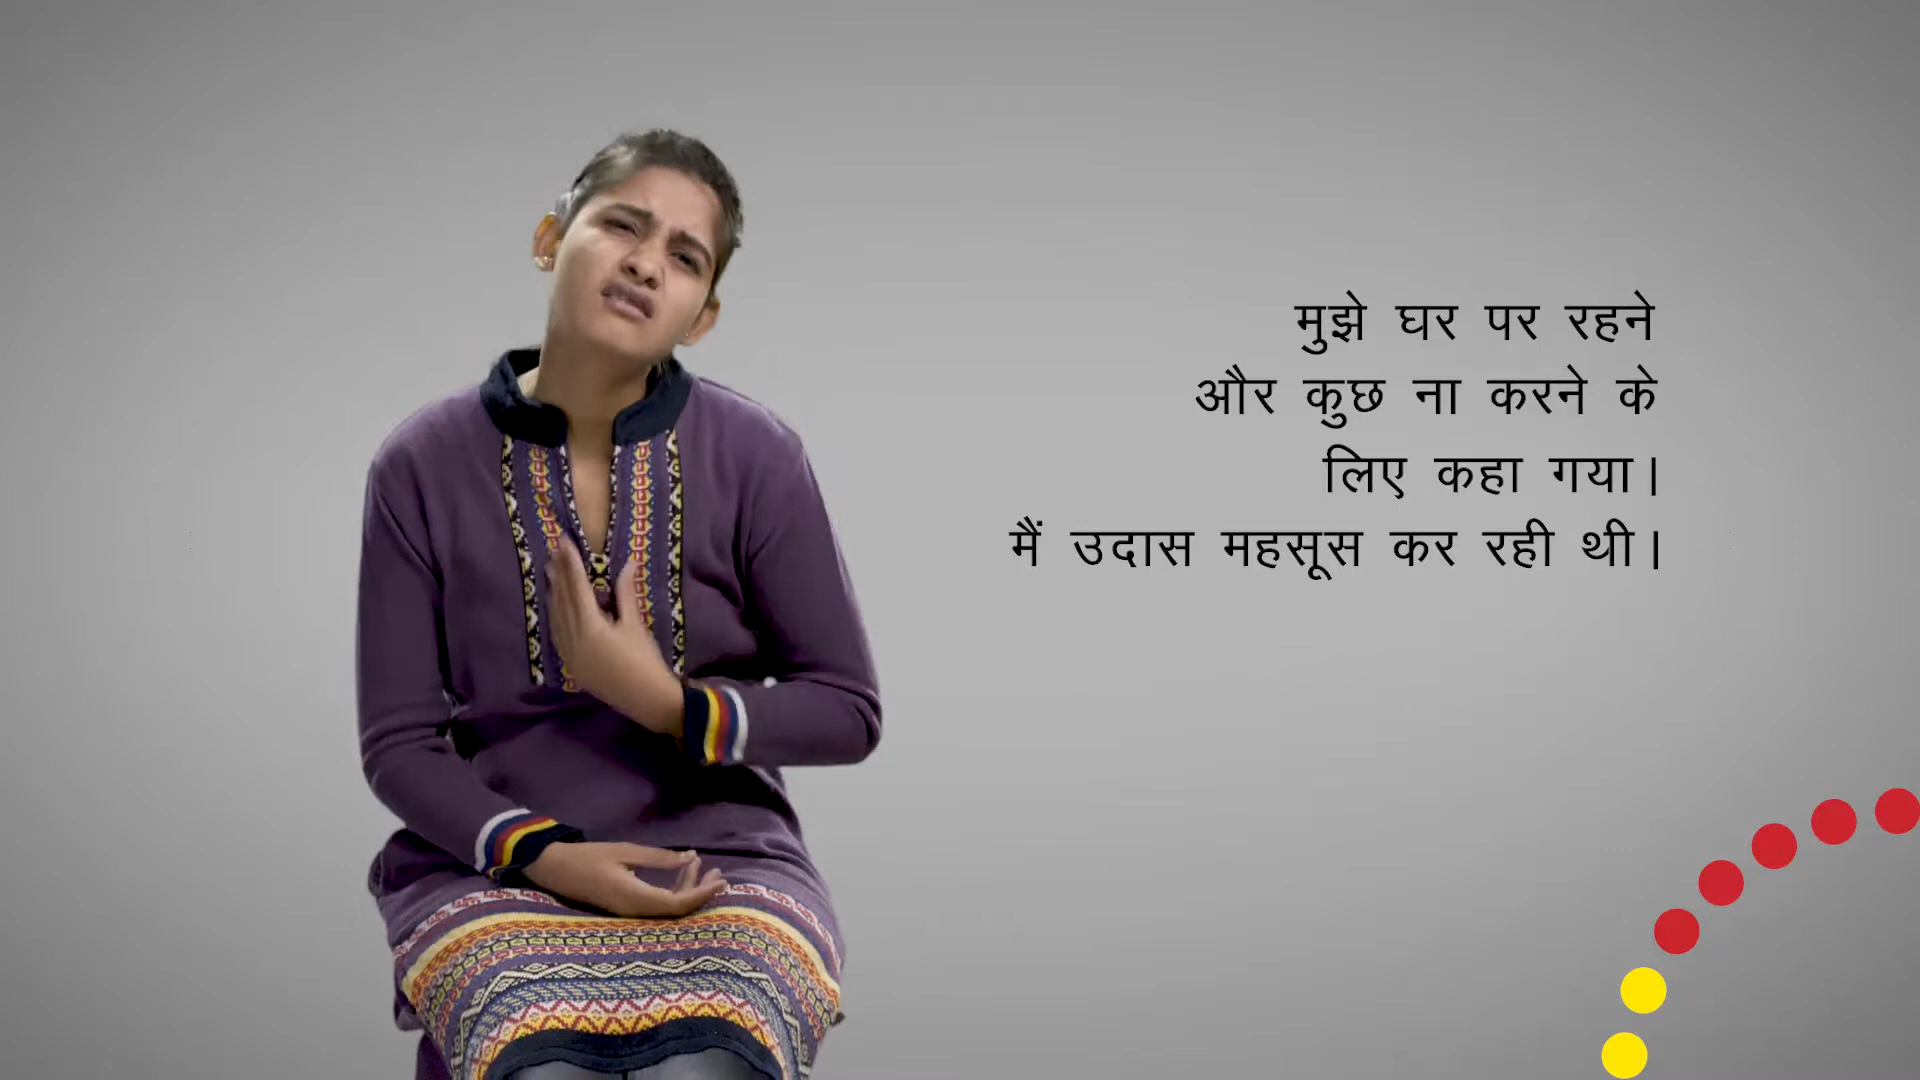 मुझे घर पर रहने
और कुछ ना करने के
लिए कहा गया।
मैं उदास महसूस कर रही थी।